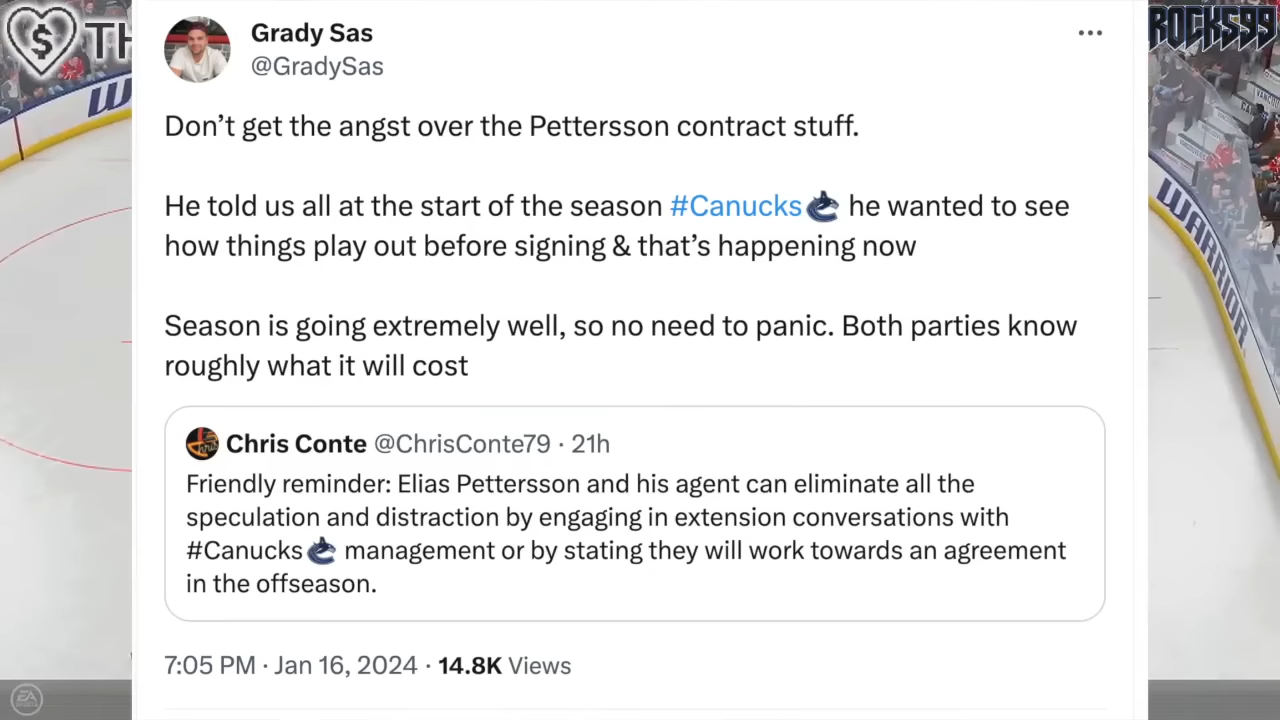 TH
ROCKS99
Grady Sas
@GradySas
Don’t get the angst over the Pettersson contract stuff.
He told us all at the start of the season #Canucks he wanted to see
how things play out before signing & that’s happening now
Season is going extremely well, so no need to panic. Both parties know
roughly what it will cost
Chris Conte @ChrisConte79 · 21h
Friendly reminder: Elias Pettersson and his agent can eliminate all the
speculation and distraction by engaging in extension conversations with
#Canucks management or by stating they will work towards an agreement
in the offseason.
7:05 PM · Jan 16, 2024 · 14.8K Views
W
WARRIOR
EA
SPORTS